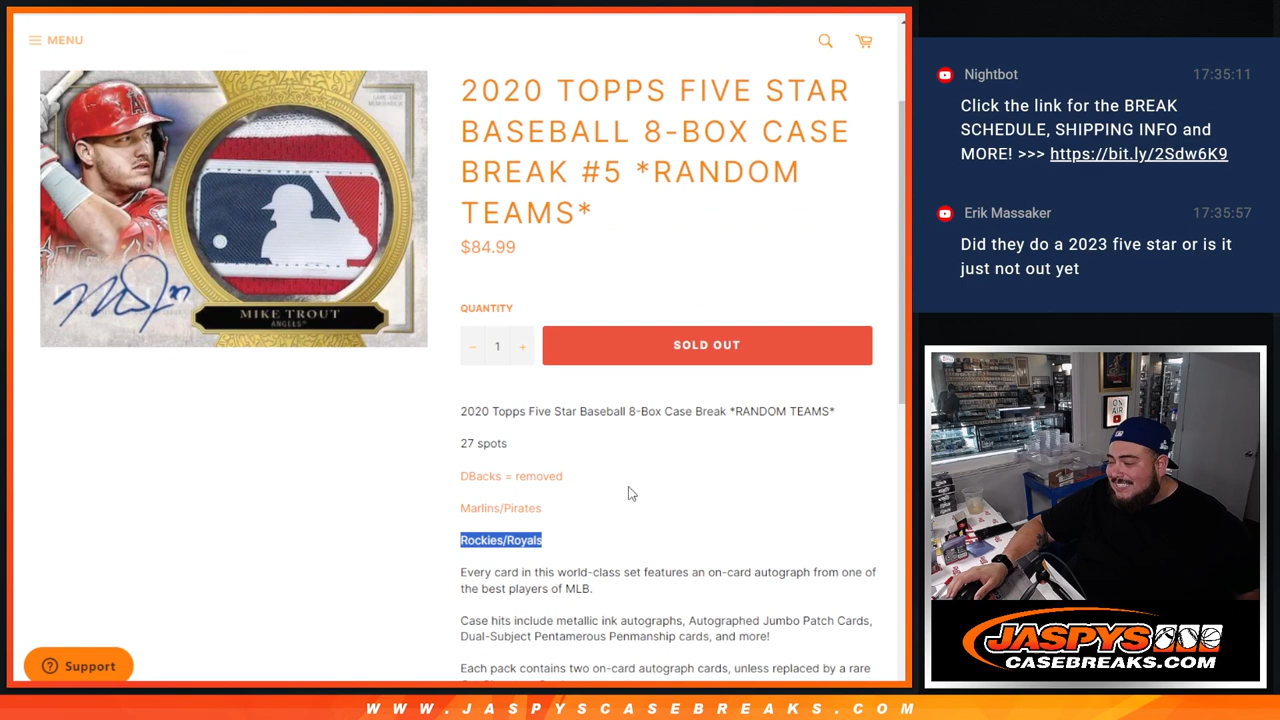 MENU
2020 TOPPS FIVE STAR
BASEBALL 8-BOX CASE
BREAK #5 *RANDOM
TEAMS*
$84.99
QUANTITY
− 1 +
SOLD OUT
MIKE TROUT
ANGELS
2020 Topps Five Star Baseball 8-Box Case Break *RANDOM TEAMS*
27 spots
DBacks = removed
Marlins/Pirates
Rockies/Royals
Every card in this world-class set features an on-card autograph from one of
the best players of MLB.
Case hits include metallic ink autographs, Autographed Jumbo Patch Cards,
Dual-Subject Pentamerous Penmanship cards, and more!
Each pack contains two on-card autograph cards, unless replaced by a rare
Support
Nightbot 17:35:11
Click the link for the BREAK
SCHEDULE, SHIPPING INFO and
MORE! >>> https://bit.ly/2Sdw6K9
Erik Massaker 17:35:57
Did they do a 2023 five star or is it
just not out yet
ON
AIR
JASPYS
CASEBREAKS.COM
WWW.JASPYSCASEBREAKS.COM